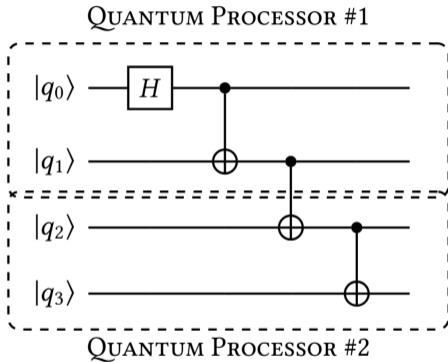 QUANTUM PROCESSOR #1
|q₀⟩ H
|q₁⟩
|q₂⟩
|q₃⟩
QUANTUM PROCESSOR #2